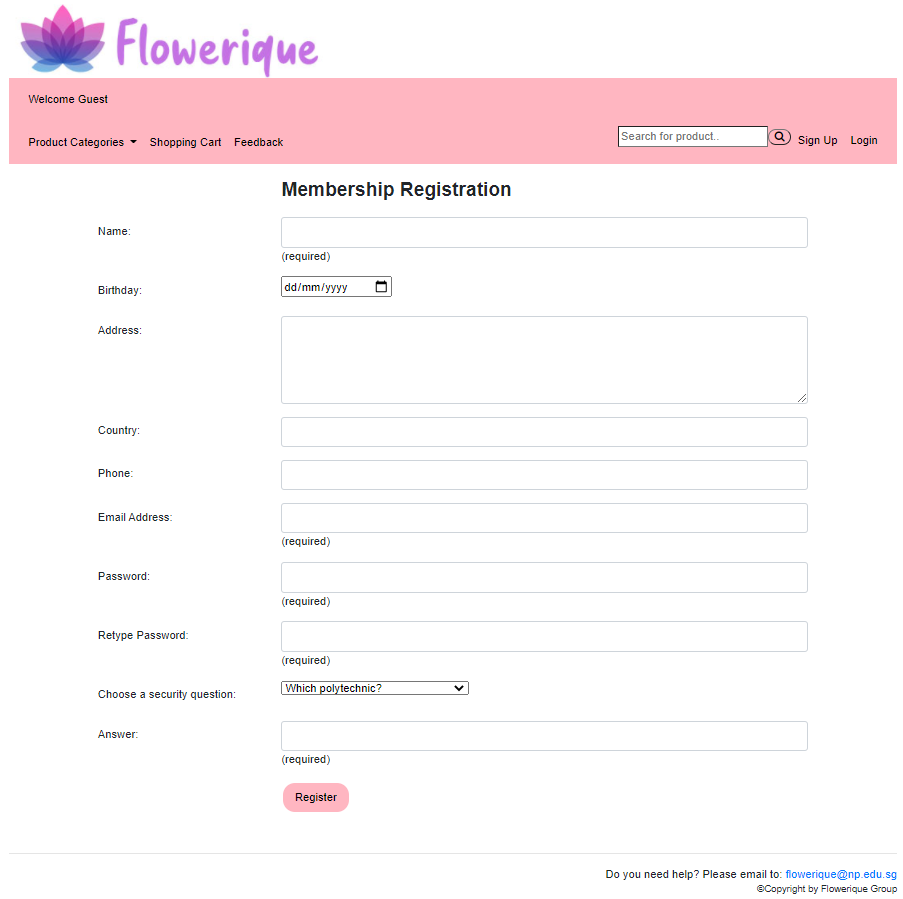 Flowerique
Welcome Guest
Product Categories Shopping Cart Feedback Search for product.. Sign Up Login
Membership Registration
Name:
(required)
Birthday: dd/mm/yyyy
Address:
Country:
Phone:
Email Address:
(required)
Password:
(required)
Retype Password:
(required)
Choose a security question: Which polytechnic?
Answer:
(required)
Register
Do you need help? Please email to: flowerique@np.edu.sg
©Copyright by Flowerique Group